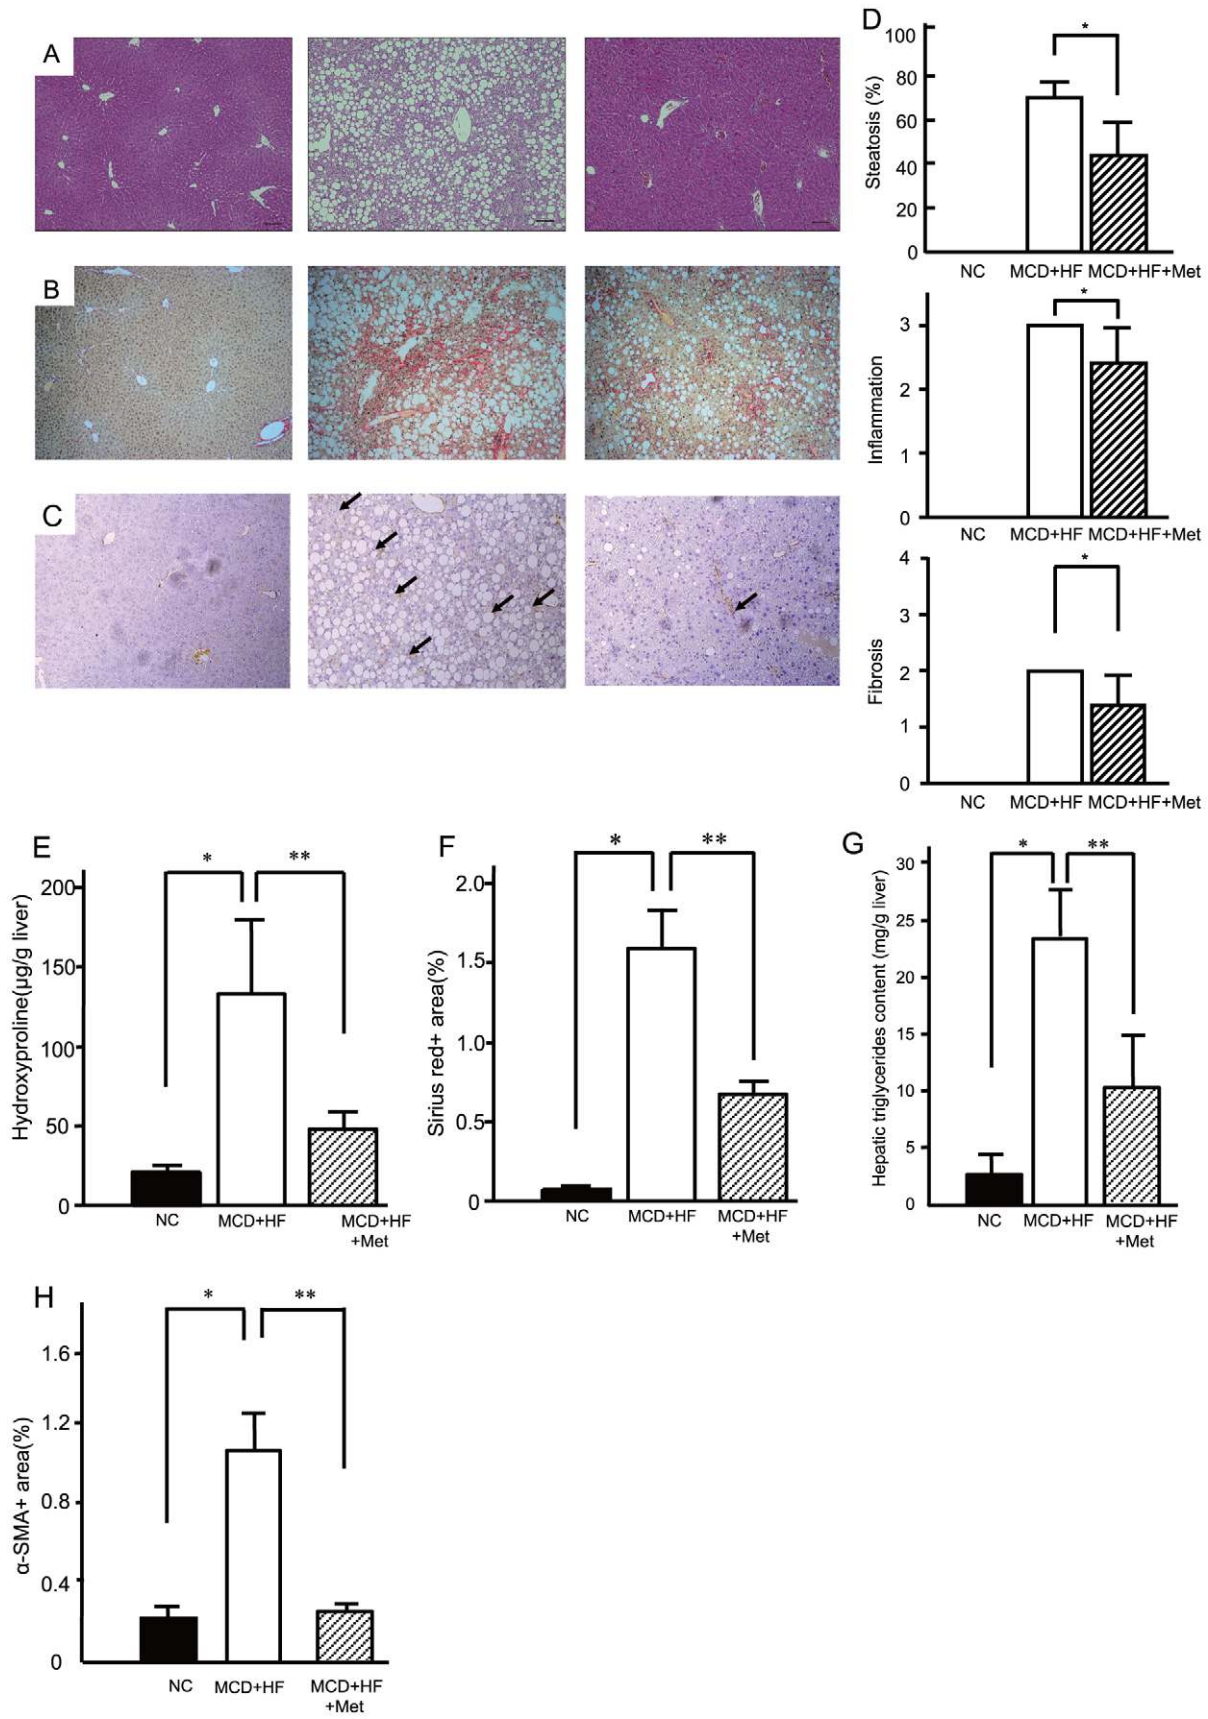 A
B
C
D
*
Steatosis (%)
100
80
60
40
20
0
NC MCD+HF MCD+HF+Met
*
Inflammation
3
2
1
0
NC MCD+HF MCD+HF+Met
*
Fibrosis
4
3
2
1
0
NC MCD+HF MCD+HF+Met
E
* **
Hydroxyproline(μg/g liver)
200
150
100
50
0
NC MCD+HF MCD+HF
+Met
F
* **
Sirius red+ area(%)
2.0
1.5
1.0
0.5
0
NC MCD+HF MCD+HF
+Met
G
* **
Hepatic triglycerides content (mg/g liver)
30
25
20
15
10
5
0
NC MCD+HF MCD+HF
+Met
H
* **
α-SMA+ area(%)
1.6
1.2
0.8
0.4
0
NC MCD+HF MCD+HF
+Met